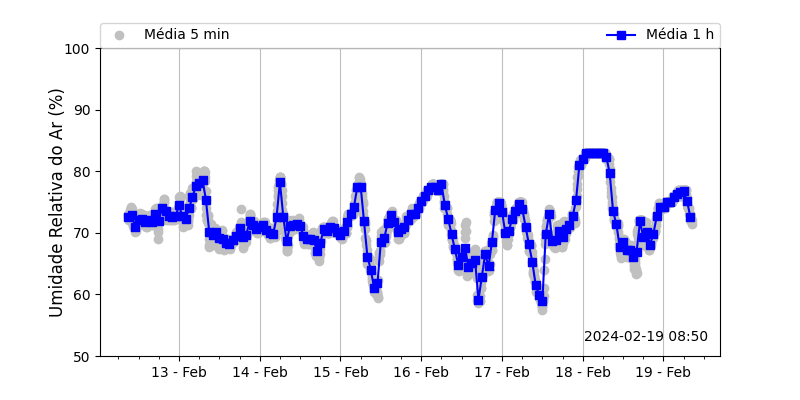 Média 5 min
Média 1 h
Umidade Relativa do Ar (%)
100
90
80
70
60
50
2024-02-19 08:50
13 - Feb
14 - Feb
15 - Feb
16 - Feb
17 - Feb
18 - Feb
19 - Feb